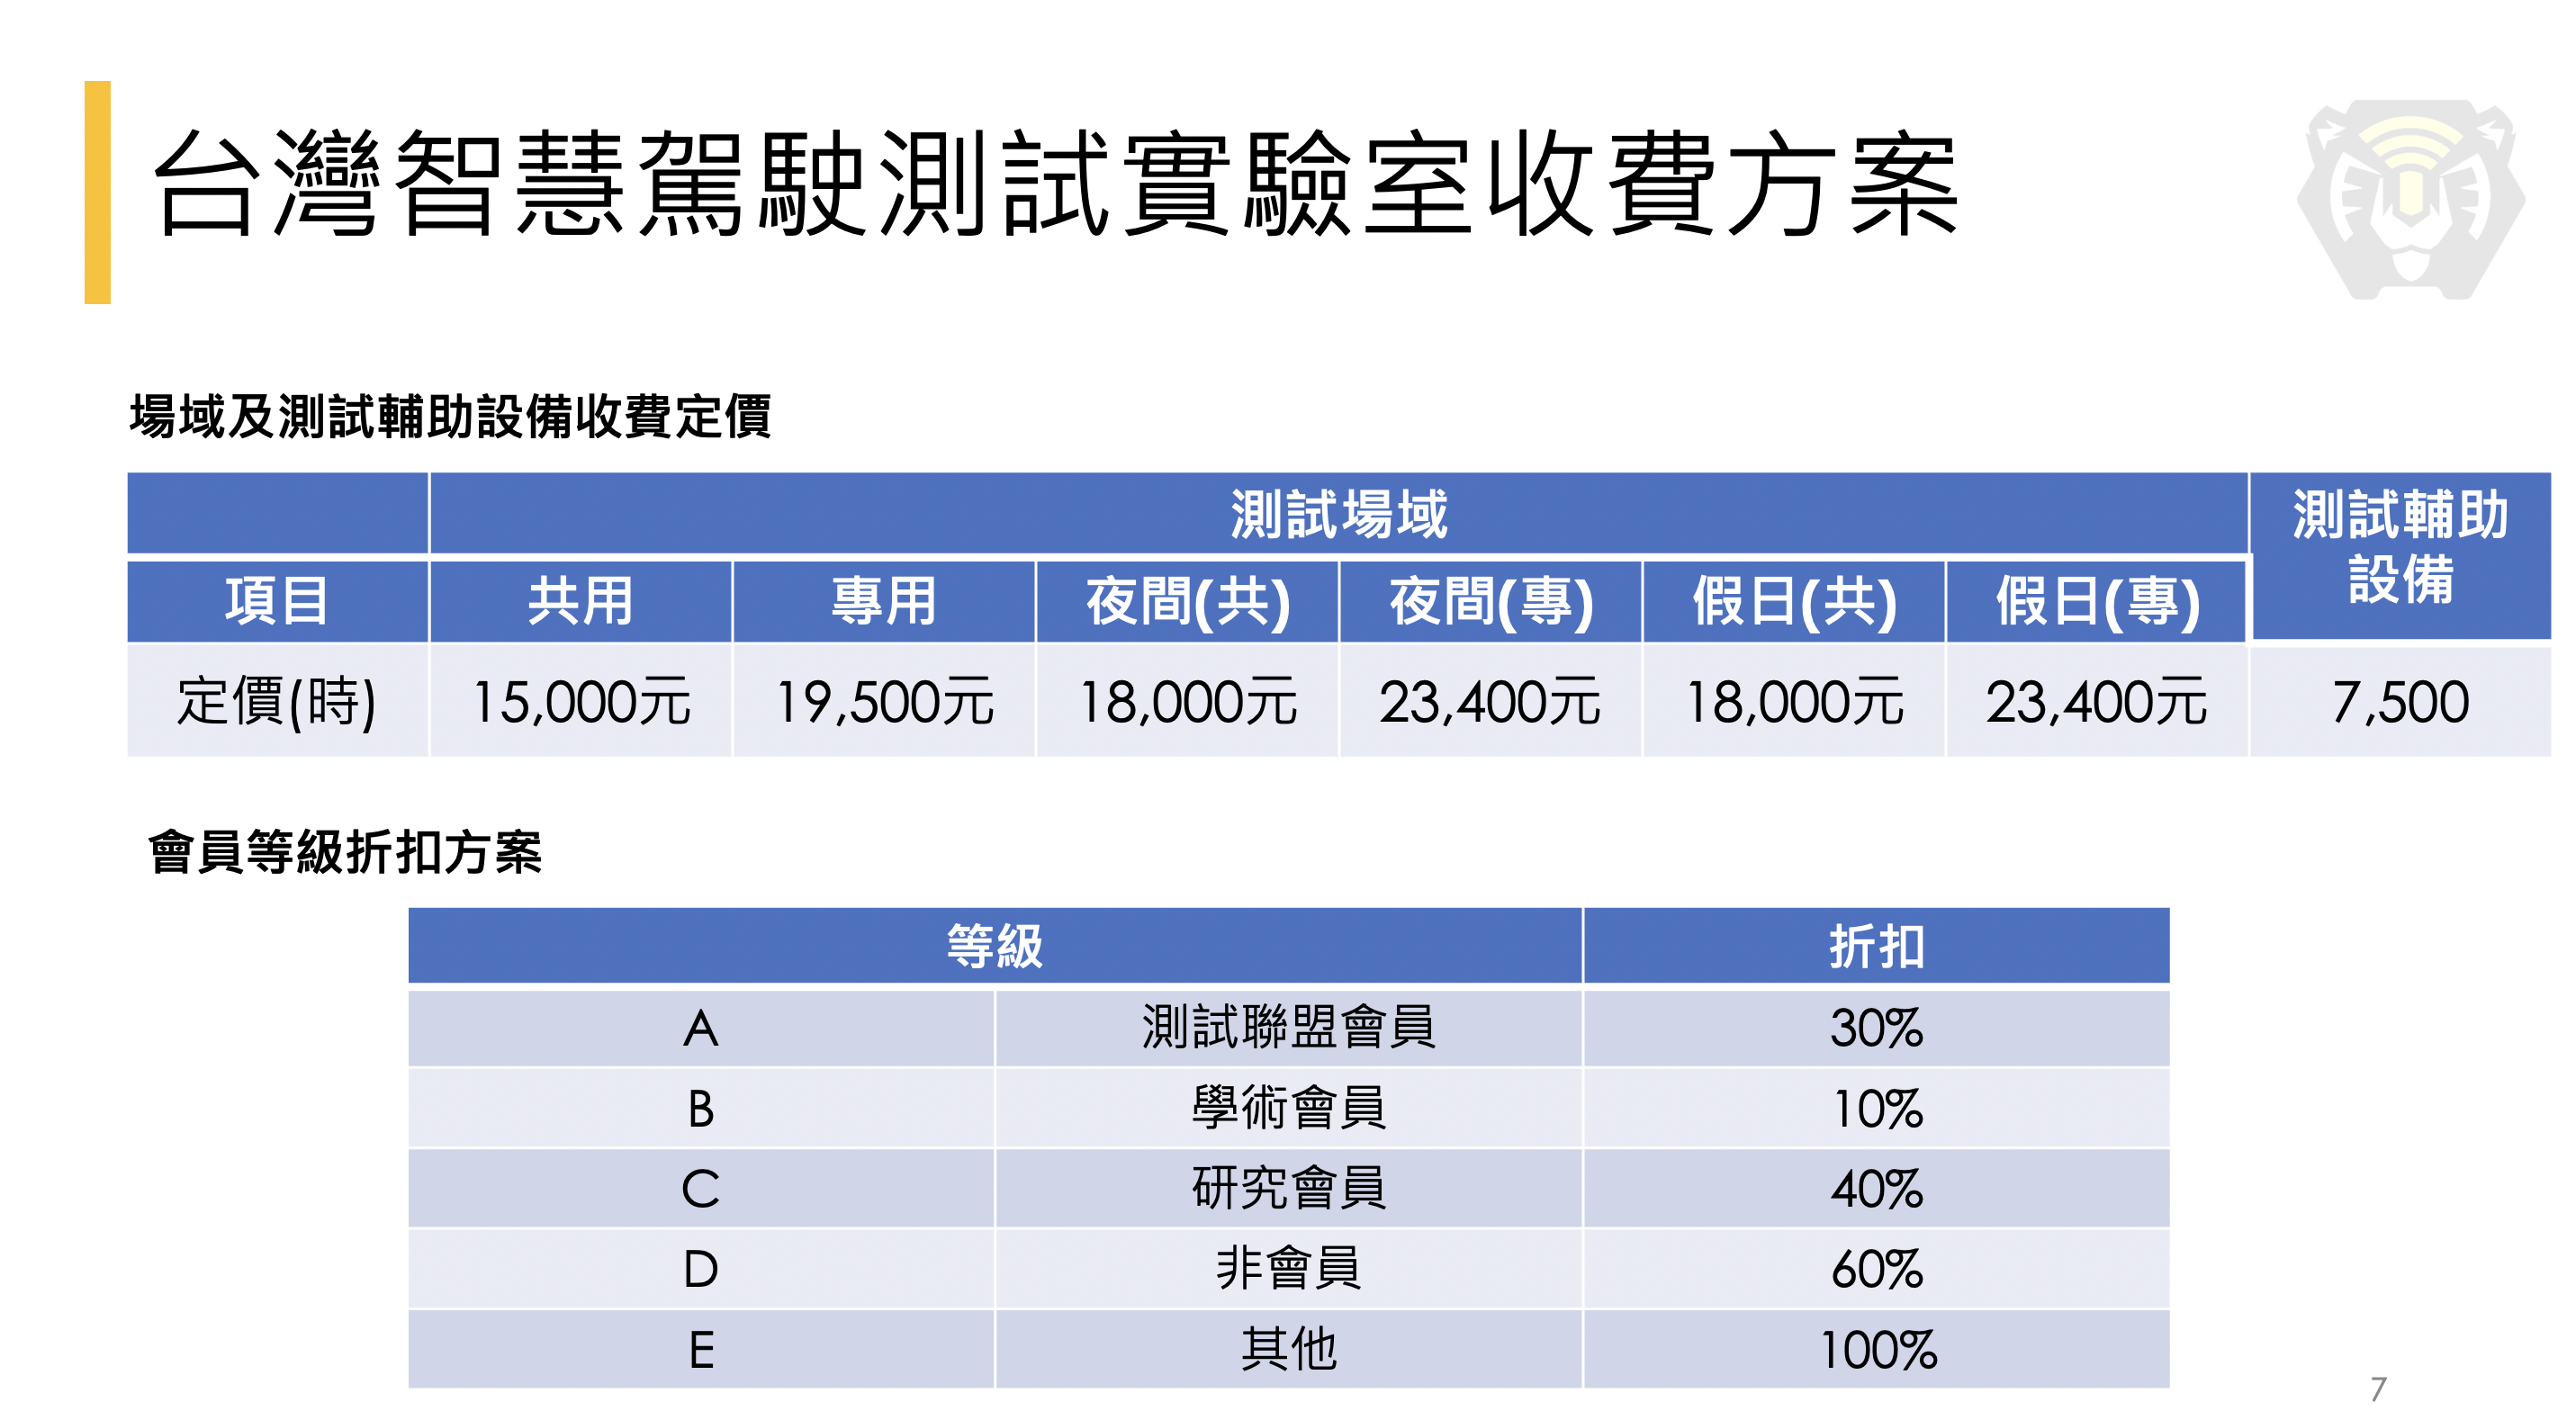 台灣智慧駕駛測試實驗室收費方案
場域及測試輔助設備收費定價
測試場域
測試輔助
設備
項目 共用 專用 夜間(共) 夜間(專) 假日(共) 假日(專)
定價(時) 15,000元 19,500元 18,000元 23,400元 18,000元 23,400元 7,500
會員等級折扣方案
等級 折扣
A 測試聯盟會員 30%
B 學術會員 10%
C 研究會員 40%
D 非會員 60%
E 其他 100%
7